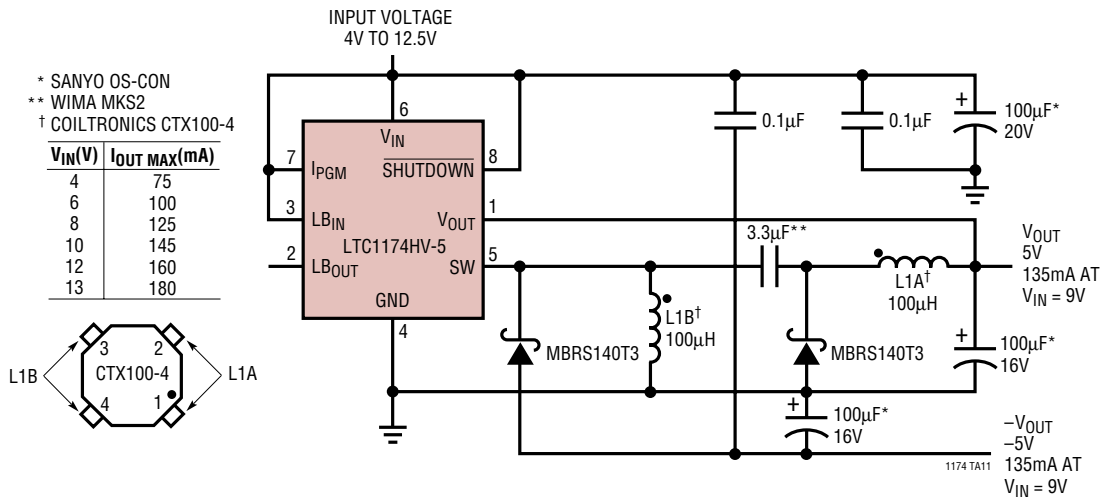 INPUT VOLTAGE
4V TO 12.5V
* SANYO OS-CON
** WIMA MKS2
† COILTRONICS CTX100-4
VIN(V) IOUT MAX(mA)
4 75
6 100
8 125
10 145
12 160
13 180
6
VIN
7
IPGM
SHUTDOWN
8
3
LBIN
VOUT
1
LTC1174HV-5
2
LBOUT
SW
5
GND
4
0.1µF
0.1µF
+
100µF*
20V
3.3µF**
L1A†
100µH
VOUT
5V
135mA AT
VIN = 9V
L1B†
100µH
MBRS140T3
MBRS140T3
+
100µF*
16V
+
100µF*
16V
–VOUT
–5V
135mA AT
VIN = 9V
1174 TA11
3 2
L1B CTX100-4 L1A
4 1